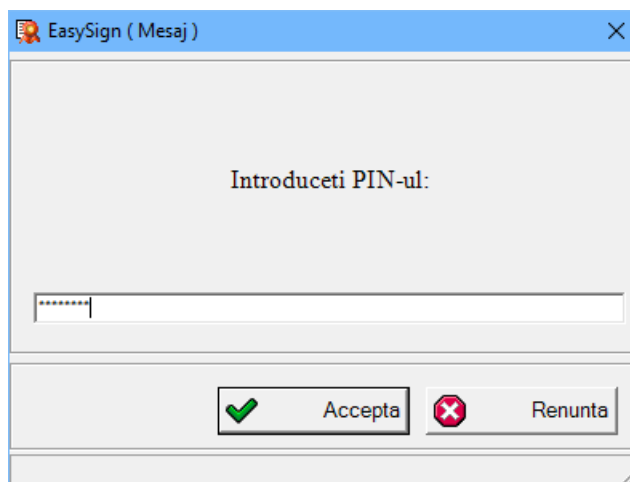 EasySign ( Mesaj )
Introduceti PIN-ul:
********
Accepta
Renunta